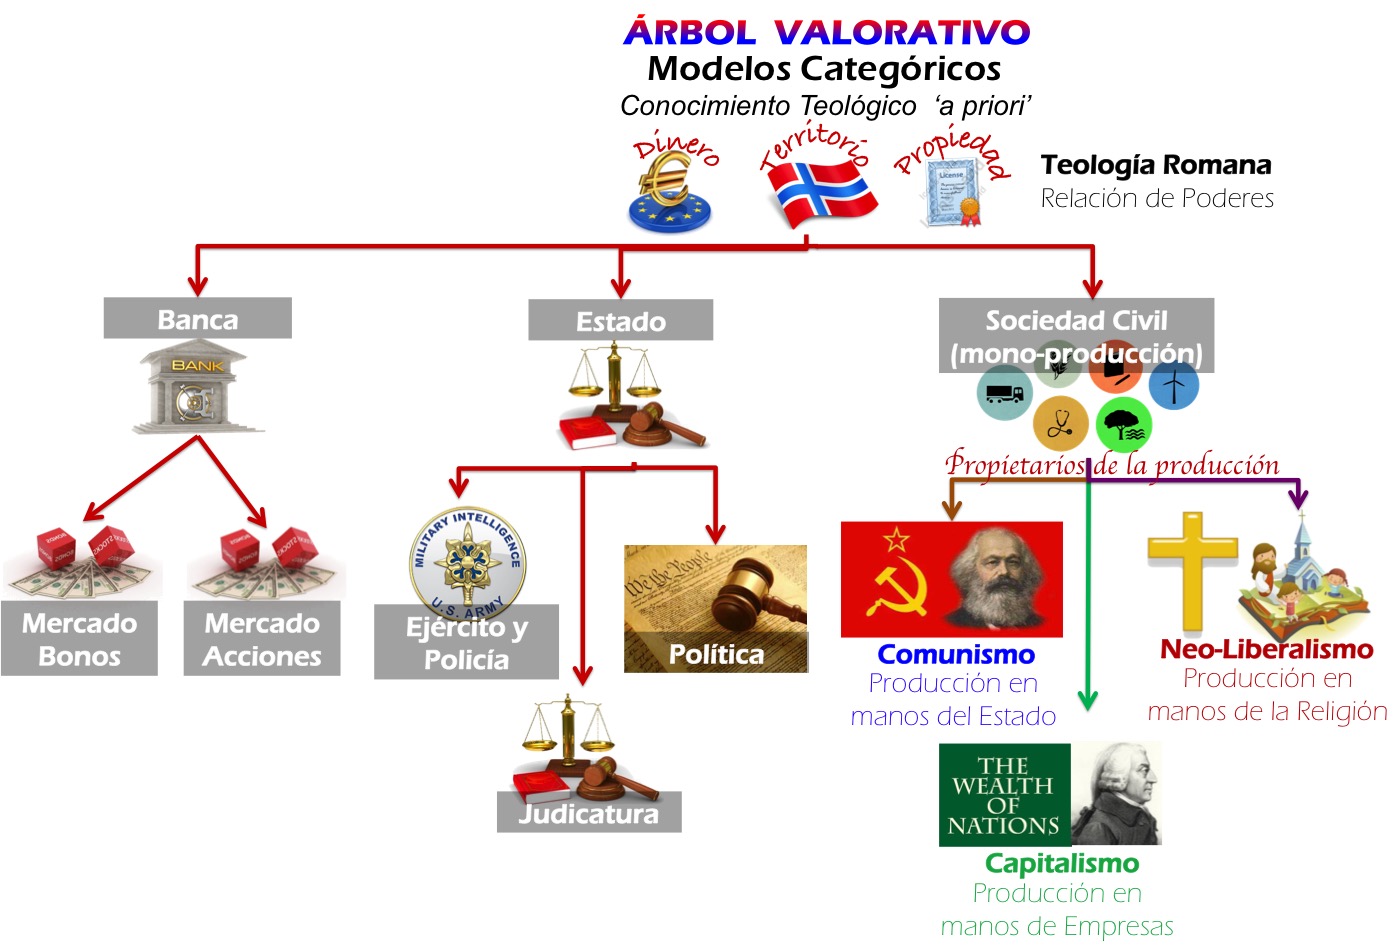 ÁRBOL VALORATIVO
Modelos Categóricos
Conocimiento Teológico ‘a priori’
Dinero
Territorio
Propiedad
License
Teología Romana
Relación de Poderes
Banca
Estado
Sociedad Civil
(mono-producción)
BANK
Propietarios de la producción
MILITARY INTELLIGENCE
U.S. ARMY
We the People
Mercado
Bonos
Mercado
Acciones
Ejército y
Policía
Política
Judicatura
Comunismo
Producción en
manos del Estado
Neo-Liberalismo
Producción en
manos de la Religión
THE
WEALTH
OF
NATIONS
Capitalismo
Producción en
manos de Empresas